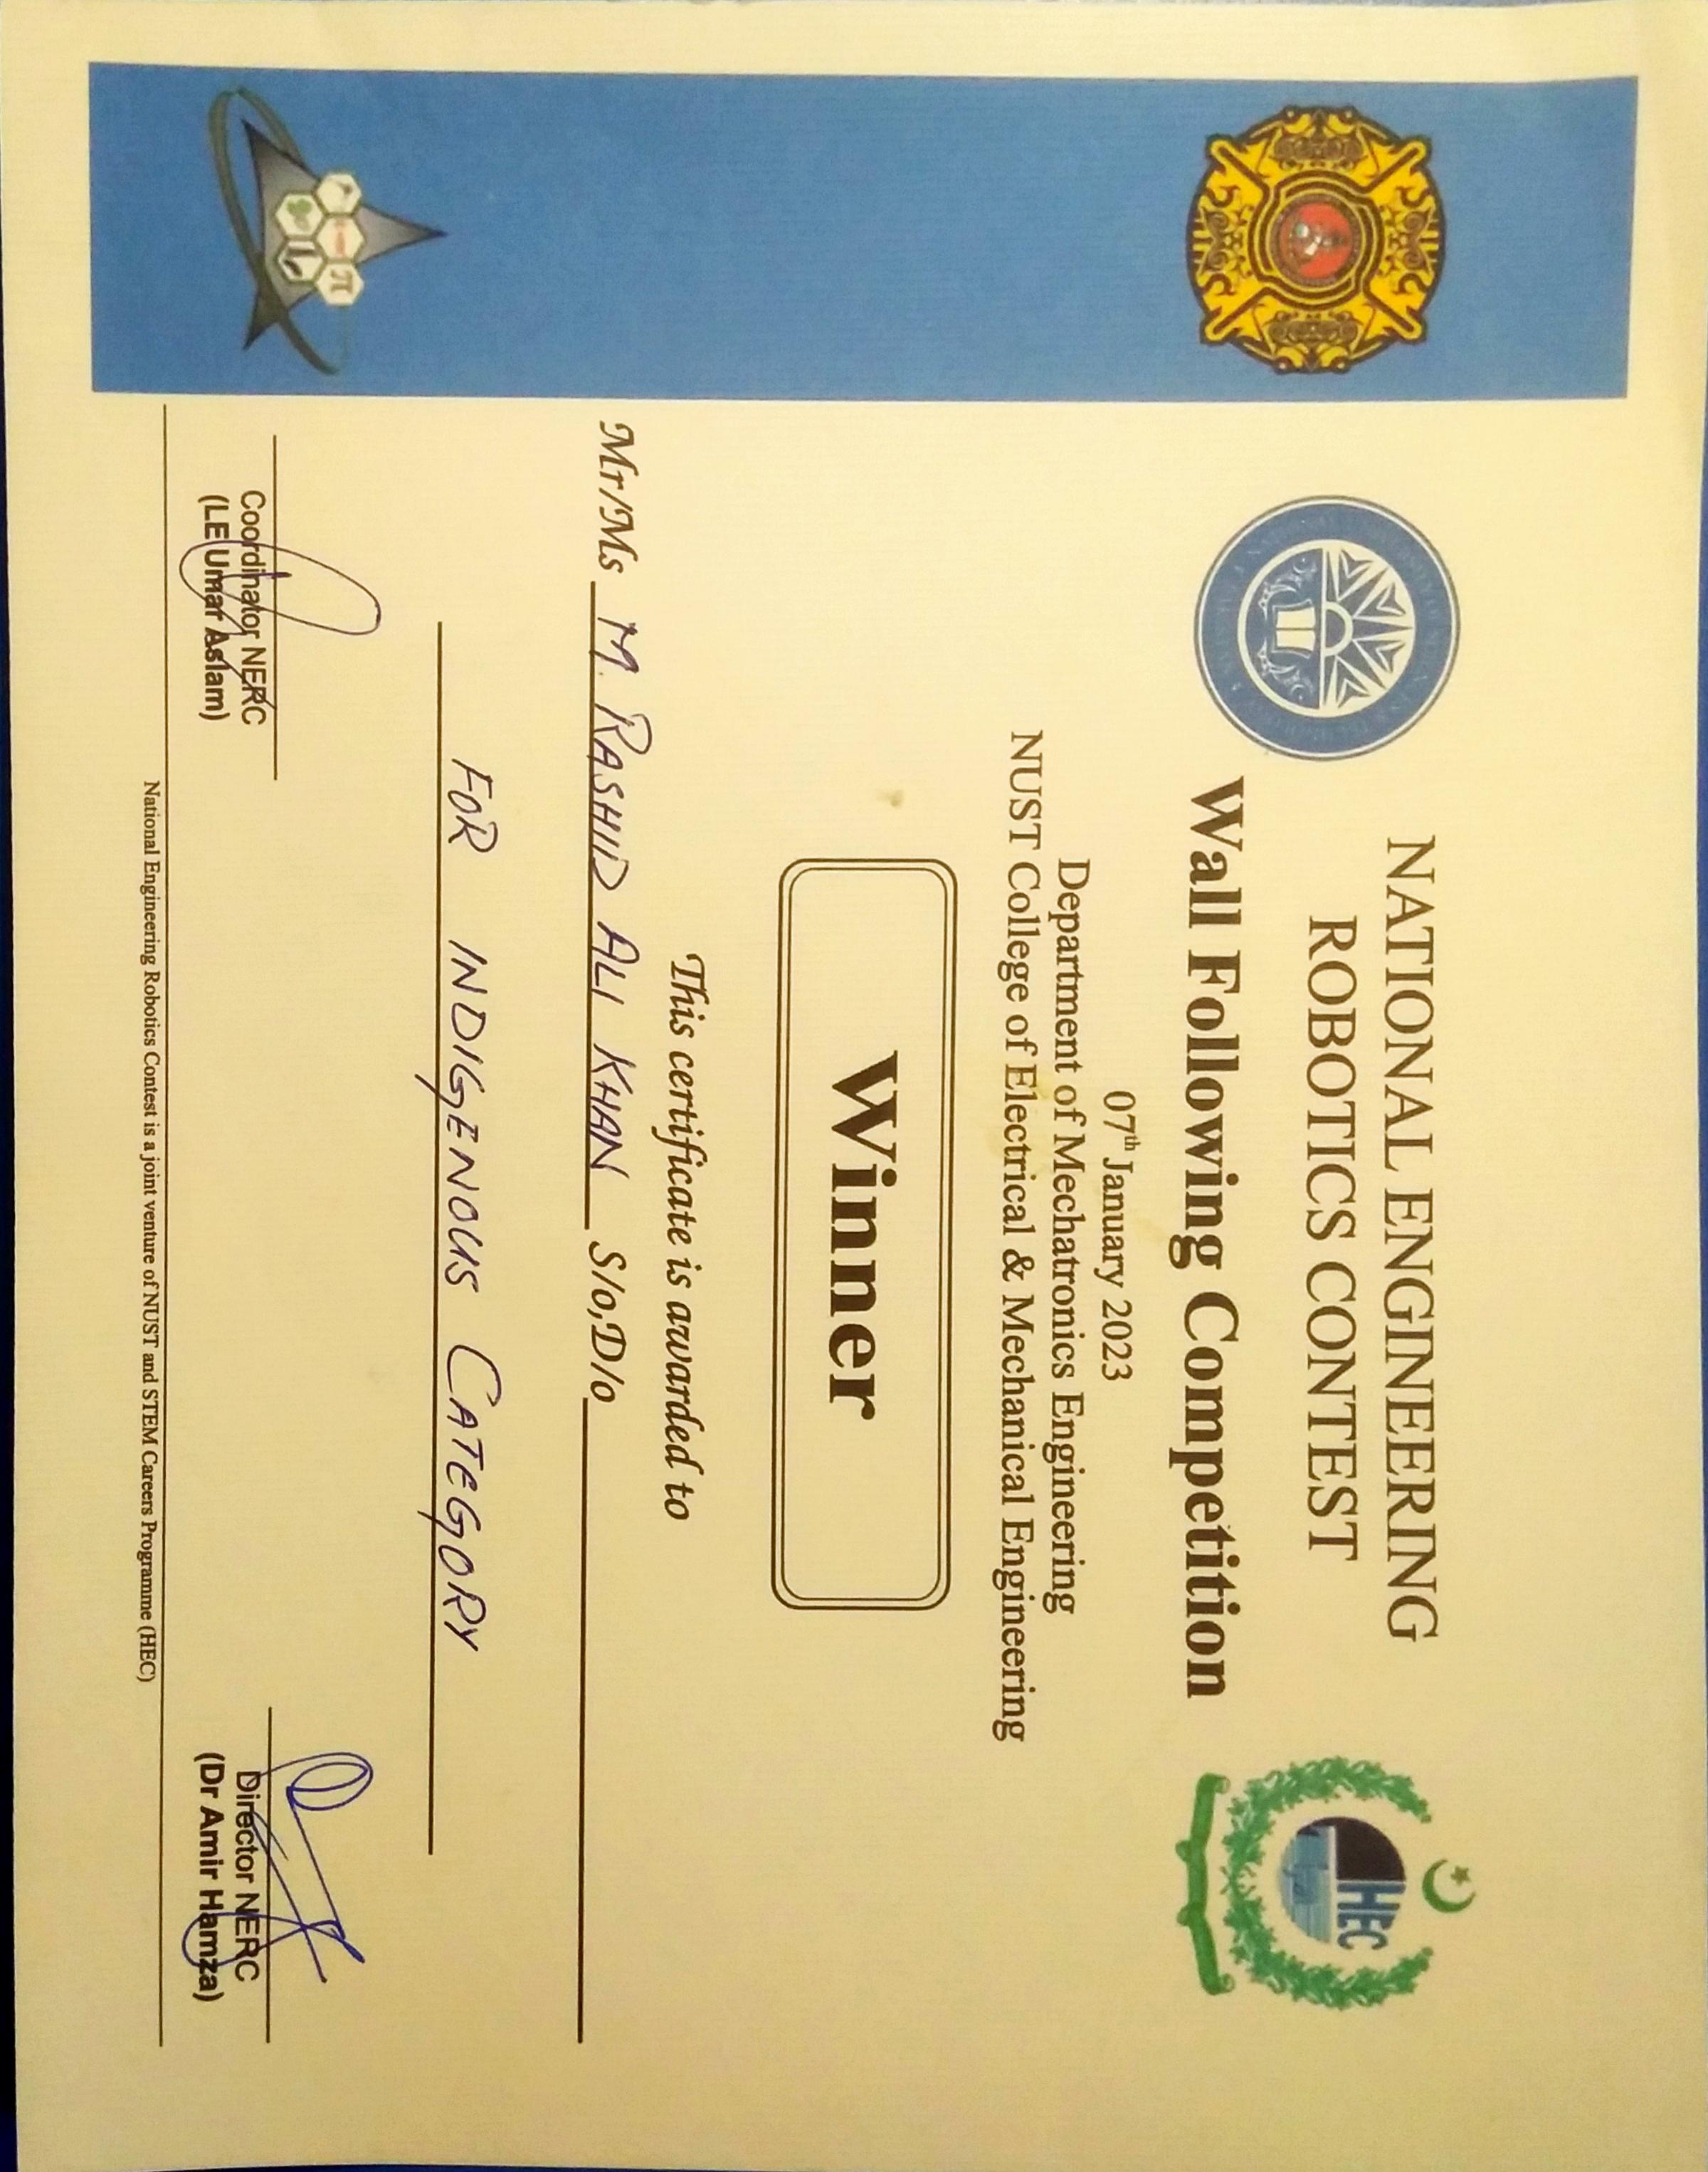 NATIONAL ENGINEERING
ROBOTICS CONTEST
HEC
Wall Following Competition
07th January 2023
Department of Mechatronics Engineering
NUST College of Electrical & Mechanical Engineering
Winner
This certificate is awarded to
Mr/Ms M. RASHID ALI KHAN S/o,D/o
FOR INDIGENOUS CATEGORY
π
Coordinator NERC
(LE Umar Aslam)
Director NERC
(Dr Amir Hamza)
National Engineering Robotics Contest is a joint venture of NUST and STEM Careers Programme (HEC)